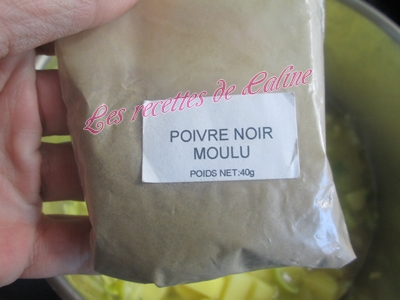 Les recettes de Caline
POIVRE NOIR
MOULU
POIDS NET:40g